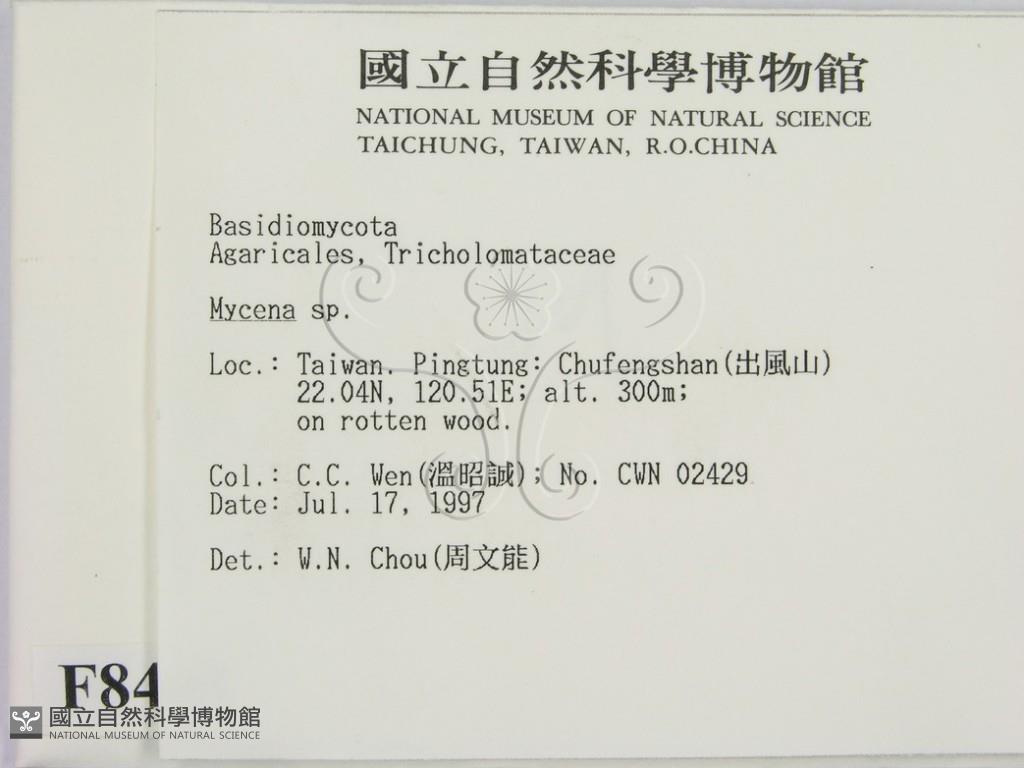 國立自然科學博物館
NATIONAL MUSEUM OF NATURAL SCIENCE
TAICHUNG, TAIWAN, R.O.CHINA
Basidiomycota
Agaricales, Tricholomataceae
Mycena sp.
Loc.: Taiwan. Pingtung: Chufengshan(出風山)
22.04N, 120.51E; alt. 300m;
on rotten wood.
Col.: C.C. Wen(溫昭誠); No. CWN 02429
Date: Jul. 17, 1997
Det.: W.N. Chou(周文能)
F84
國立自然科學博物館
NATIONAL MUSEUM OF NATURAL SCIENCE